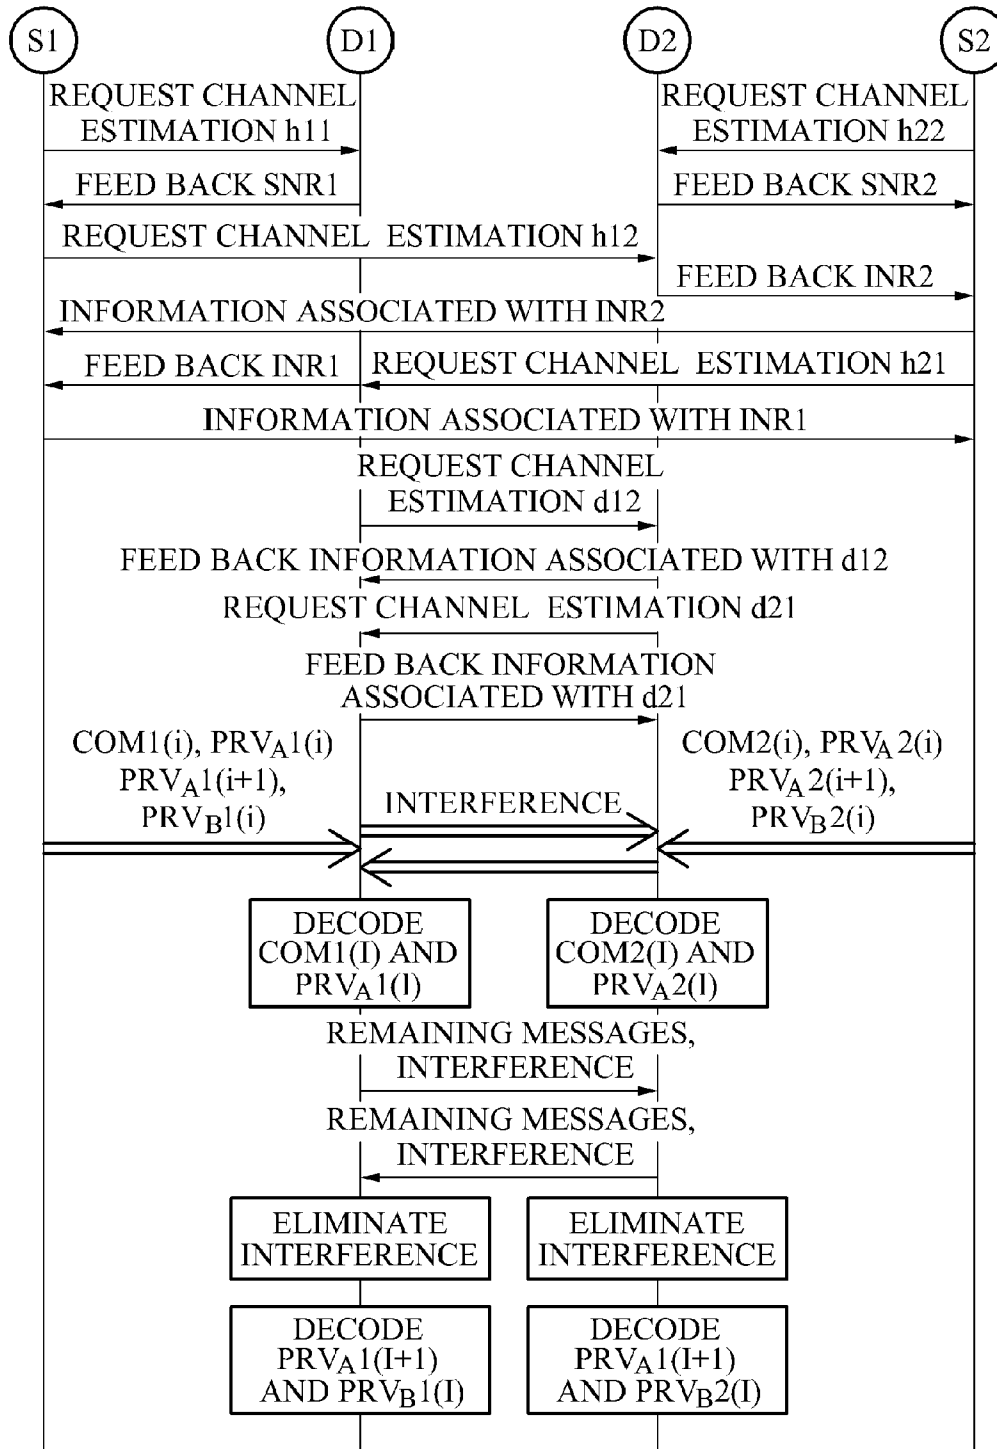 S1 D1 D2 S2
REQUEST CHANNEL
ESTIMATION h11
REQUEST CHANNEL
ESTIMATION h22
FEED BACK SNR1
FEED BACK SNR2
REQUEST CHANNEL ESTIMATION h12
FEED BACK INR2
INFORMATION ASSOCIATED WITH INR2
FEED BACK INR1
REQUEST CHANNEL ESTIMATION h21
INFORMATION ASSOCIATED WITH INR1
REQUEST CHANNEL
ESTIMATION d12
FEED BACK INFORMATION ASSOCIATED WITH d12
REQUEST CHANNEL ESTIMATION d21
FEED BACK INFORMATION
ASSOCIATED WITH d21
COM1(i), PRVA1(i)
PRVA1(i+1),
PRVB1(i)
INTERFERENCE
COM2(i), PRVA2(i)
PRVA2(i+1),
PRVB2(i)
DECODE
COM1(I) AND
PRVA1(I)
DECODE
COM2(I) AND
PRVA2(I)
REMAINING MESSAGES,
INTERFERENCE
REMAINING MESSAGES,
INTERFERENCE
ELIMINATE
INTERFERENCE
ELIMINATE
INTERFERENCE
DECODE
PRVA1(I+1)
AND PRVB1(I)
DECODE
PRVA1(I+1)
AND PRVB2(I)